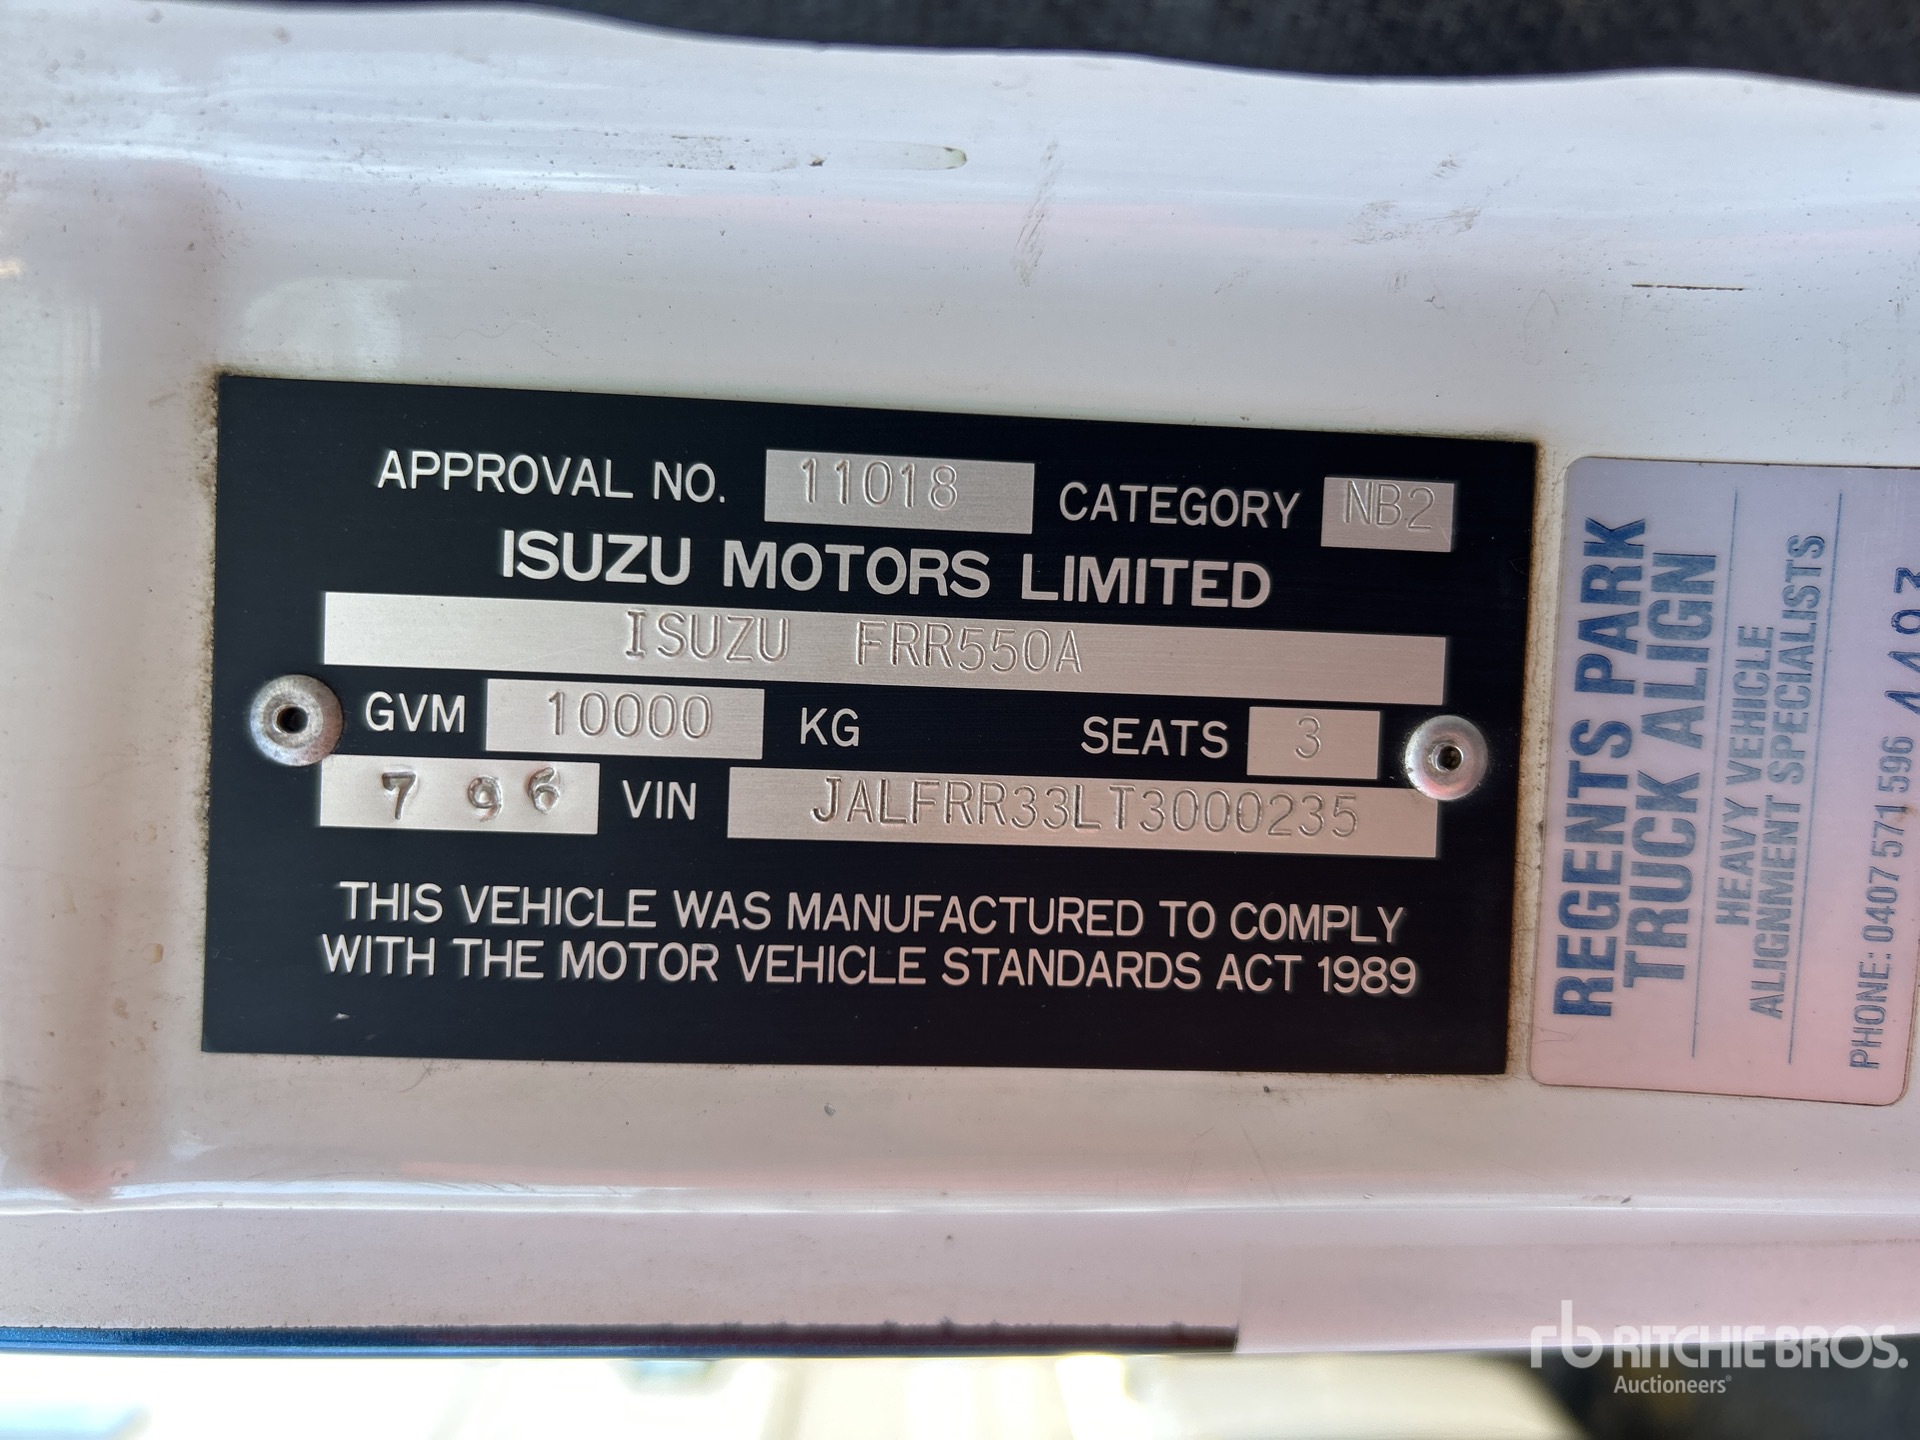 APPROVAL NO. 11018 CATEGORY NB2
ISUZU MOTORS LIMITED
ISUZU FRR550A
GVM 10000 KG SEATS 3
7 96 VIN JALFRR33LT3000235
THIS VEHICLE WAS MANUFACTURED TO COMPLY
WITH THE MOTOR VEHICLE STANDARDS ACT 1989
REGENTS PARK
TRUCK ALIGN
HEAVY VEHICLE
ALIGNMENT SPECIALISTS
PHONE: 0407 571 596
4493
rb RITCHIE BROS.
Auctioneers